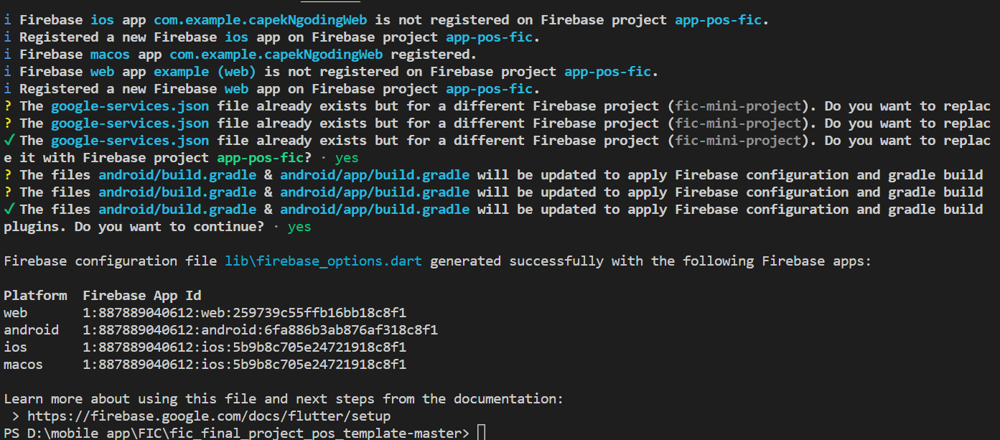 i Firebase ios app com.example.capekNgodingWeb is not registered on Firebase project app-pos-fic.
i Registered a new Firebase ios app on Firebase project app-pos-fic.
i Firebase macos app com.example.capekNgodingWeb registered.
i Firebase web app example (web) is not registered on Firebase project app-pos-fic.
i Registered a new Firebase web app on Firebase project app-pos-fic.
? The google-services.json file already exists but for a different Firebase project (fic-mini-project). Do you want to replac
? The google-services.json file already exists but for a different Firebase project (fic-mini-project). Do you want to replac
✓ The google-services.json file already exists but for a different Firebase project (fic-mini-project). Do you want to replac
e it with Firebase project app-pos-fic? · yes
? The files android/build.gradle & android/app/build.gradle will be updated to apply Firebase configuration and gradle build
? The files android/build.gradle & android/app/build.gradle will be updated to apply Firebase configuration and gradle build
✓ The files android/build.gradle & android/app/build.gradle will be updated to apply Firebase configuration and gradle build
plugins. Do you want to continue? · yes
Firebase configuration file lib\firebase_options.dart generated successfully with the following Firebase apps:
Platform  Firebase App Id
web       1:887889040612:web:259739c55ffb16bb18c8f1
android   1:887889040612:android:6fa886b3ab876af318c8f1
ios       1:887889040612:ios:5b9b8c705e24721918c8f1
macos     1:887889040612:ios:5b9b8c705e24721918c8f1
Learn more about using this file and next steps from the documentation:
 > https://firebase.google.com/docs/flutter/setup
PS D:\mobile app\FIC\fic_final_project_pos_template-master>